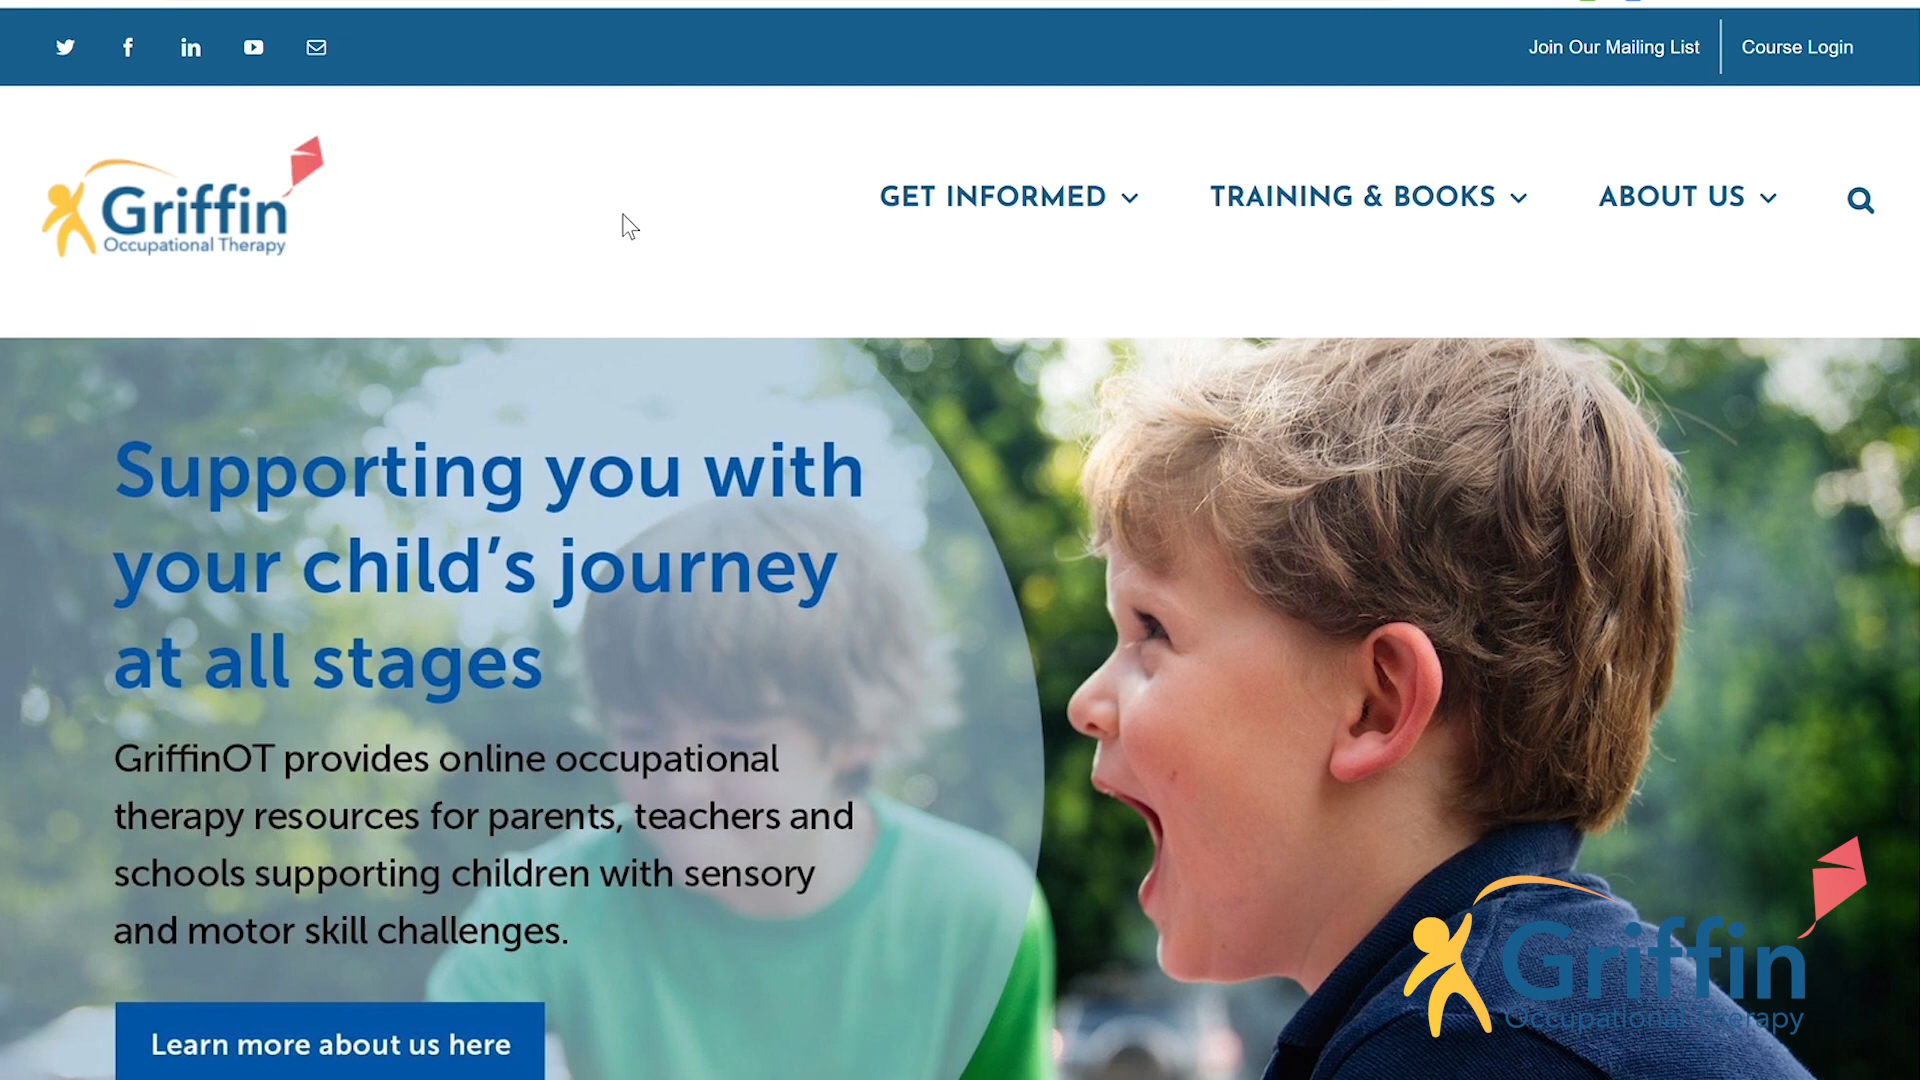 Join Our Mailing List
Course Login
Griffin
Occupational Therapy
GET INFORMED
TRAINING & BOOKS
ABOUT US
Supporting you with
your child's journey
at all stages
GriffinOT provides online occupational
therapy resources for parents, teachers and
schools supporting children with sensory
and motor skill challenges.
Learn more about us here
Griffin
Occupational Therapy